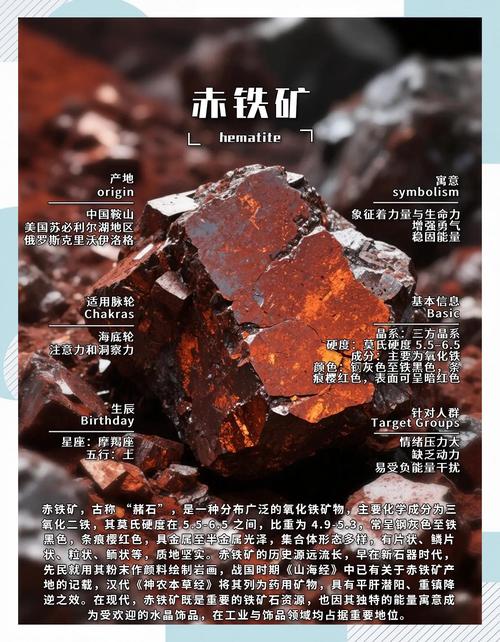 赤铁矿
hematite
产地
origin
中国鞍山
美国苏必利尔湖地区
俄罗斯克里沃伊洛格
适用脉轮
Chakras
海底轮
注意力和洞察力
生辰
Birthday
星座：摩羯座
五行：土
寓意
symbolism
象征着力量与生命力
增强勇气
稳固能量
基本信息
Basic
晶系：三方晶系
硬度：莫氏硬度 5.5-6.5
成分：主要为氧化铁
颜色：钢灰色至铁黑色，条
痕樱红色，表面可呈暗红色
针对人群
Target Groups
情绪压力大
缺乏动力
易受负能量干扰
赤铁矿，古称“赭石”，是一种分布广泛的氧化铁矿物，主要化学成分为三
氧化二铁，其莫氏硬度在 5.5-6.5 之间，比重为 4.9-5.3，常呈钢灰色至铁
黑色，条痕樱红色，具金属至半金属光泽，集合体形态多样，有片状、鳞片
状、粒状、鲕状等，质地坚实。赤铁矿的历史源远流长，早在新石器时代，
先民就用其粉末作颜料绘制岩画，战国时期《山海经》中已有关于赤铁矿产
地的记载，汉代《神农本草经》将其列为药用矿物，具有平肝潜阳、重镇降
逆之效。在现代，赤铁矿既是重要的铁矿石资源，也因其独特的能量寓意成
为受欢迎的水晶饰品，在工业与饰品领域均占据重要地位。